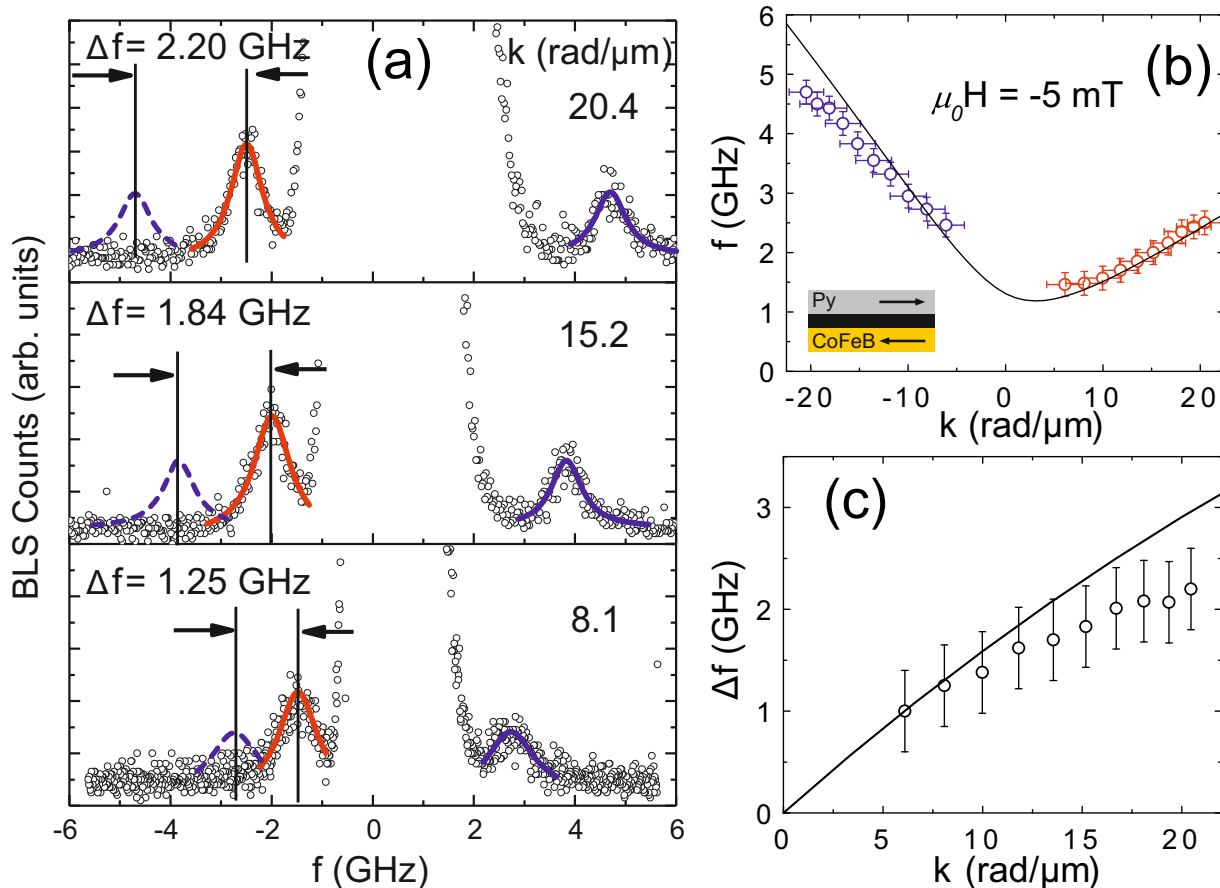 (a)
Δf = 2.20 GHz
k (rad/μm)
20.4
Δf = 1.84 GHz
15.2
Δf = 1.25 GHz
8.1
BLS Counts (arb. units)
-6 -4 -2 0 2 4 6
f (GHz)
(b)
μ₀H = -5 mT
Py
CoFeB
f (GHz)
6
5
4
3
2
1
0
-20 -10 0 10 20
k (rad/μm)
(c)
Δf (GHz)
3
2
1
0
0 5 10 15 20
k (rad/μm)